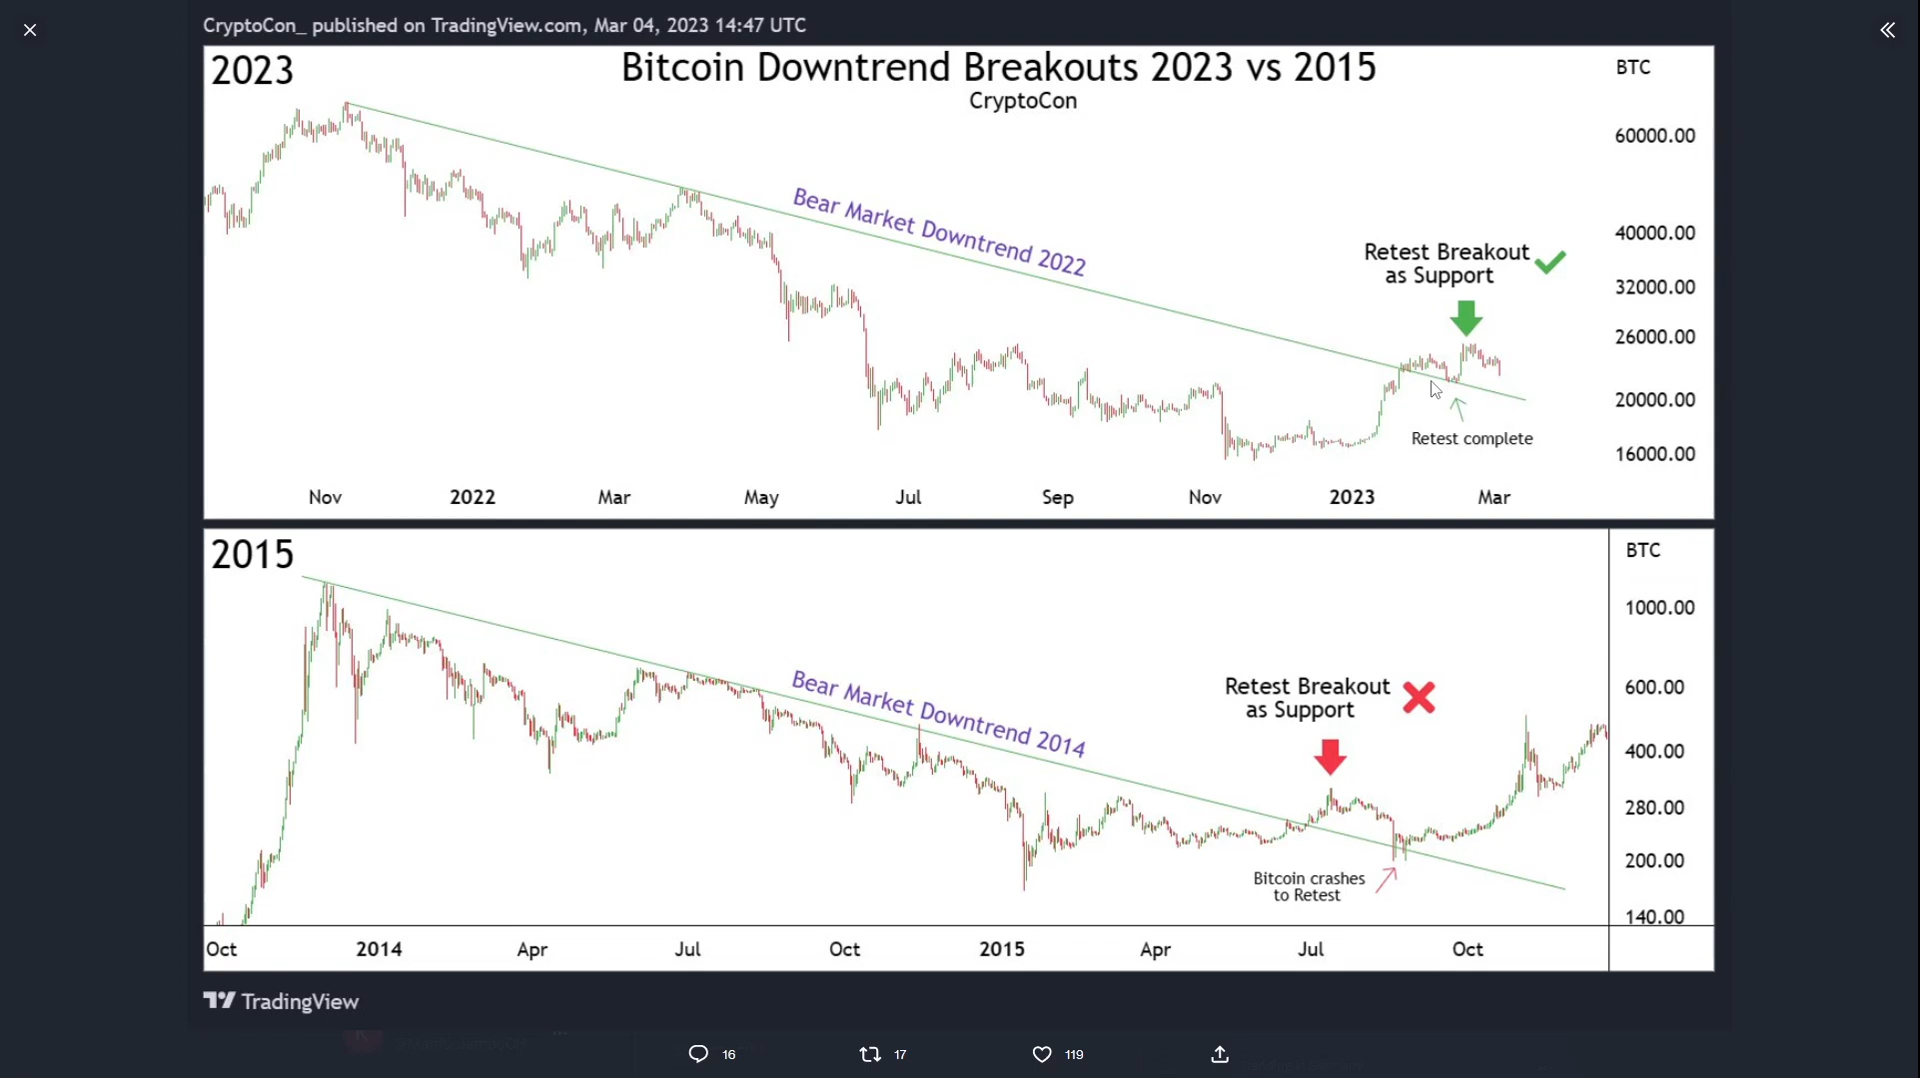 CryptoCon_ published on TradingView.com, Mar 04, 2023 14:47 UTC
2023
Bitcoin Downtrend Breakouts 2023 vs 2015
CryptoCon
BTC
60000.00
Bear Market Downtrend 2022
40000.00
Retest Breakout
as Support
32000.00
26000.00
20000.00
Retest complete
16000.00
Nov 2022 Mar May Jul Sep Nov 2023 Mar
2015
BTC
1000.00
Bear Market Downtrend 2014
Retest Breakout
as Support
600.00
400.00
280.00
200.00
Bitcoin crashes
to Retest
140.00
Oct 2014 Apr Jul Oct 2015 Apr Jul Oct
TradingView
16 17 119